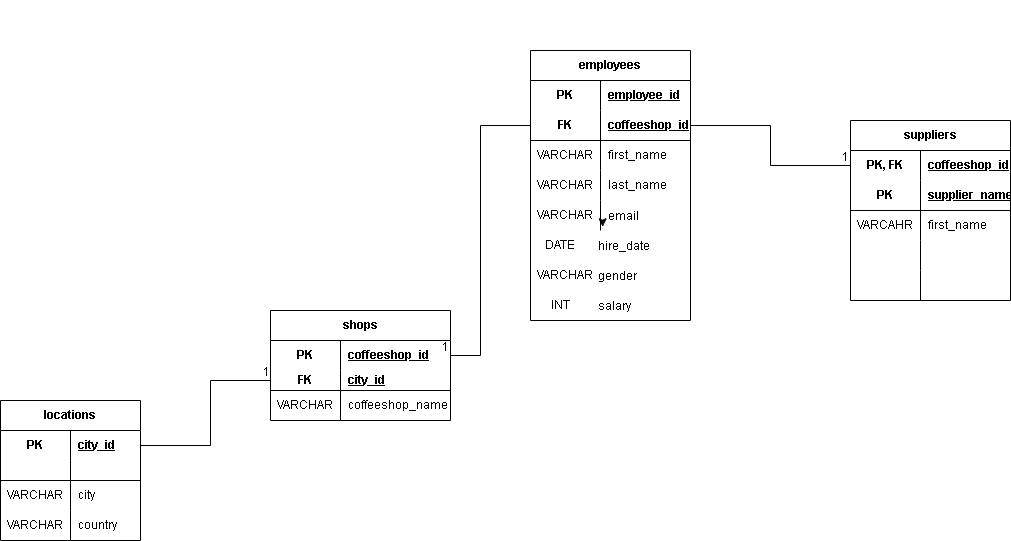 employees
PK employee_id
FK coffeeshop_id
VARCHAR first_name
VARCHAR last_name
VARCHAR email
DATE hire_date
VARCHAR gender
INT salary
suppliers
1
PK, FK coffeeshop_id
PK supplier_name
VARCAHR first_name
shops
1
PK coffeeshop_id
1
FK city_id
VARCHAR coffeeshop_name
locations
PK city_id
VARCHAR city
VARCHAR country